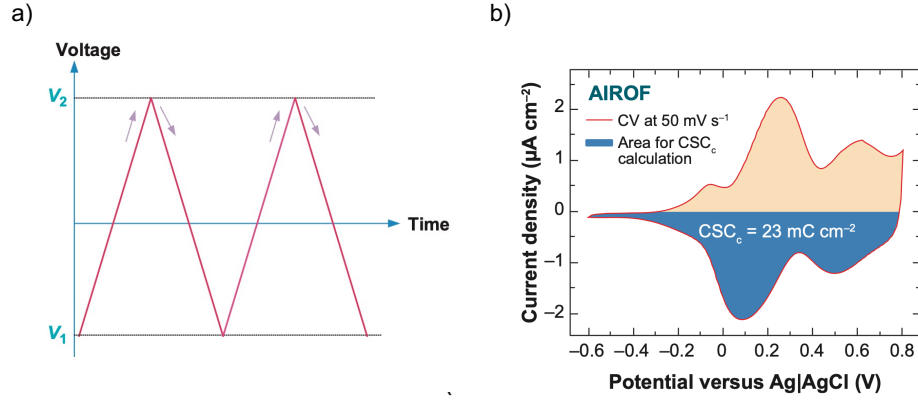 a)
Voltage
V₂
Time
V₁
b)
AIROF
CV at 50 mV s⁻¹
Area for CSC꜀
calculation
CSC꜀ = 23 mC cm⁻²
Current density (μA cm⁻²)
2
1
0
–1
–2
–0.6 –0.4 –0.2 0 0.2 0.4 0.6 0.8
Potential versus Ag|AgCl (V)
)